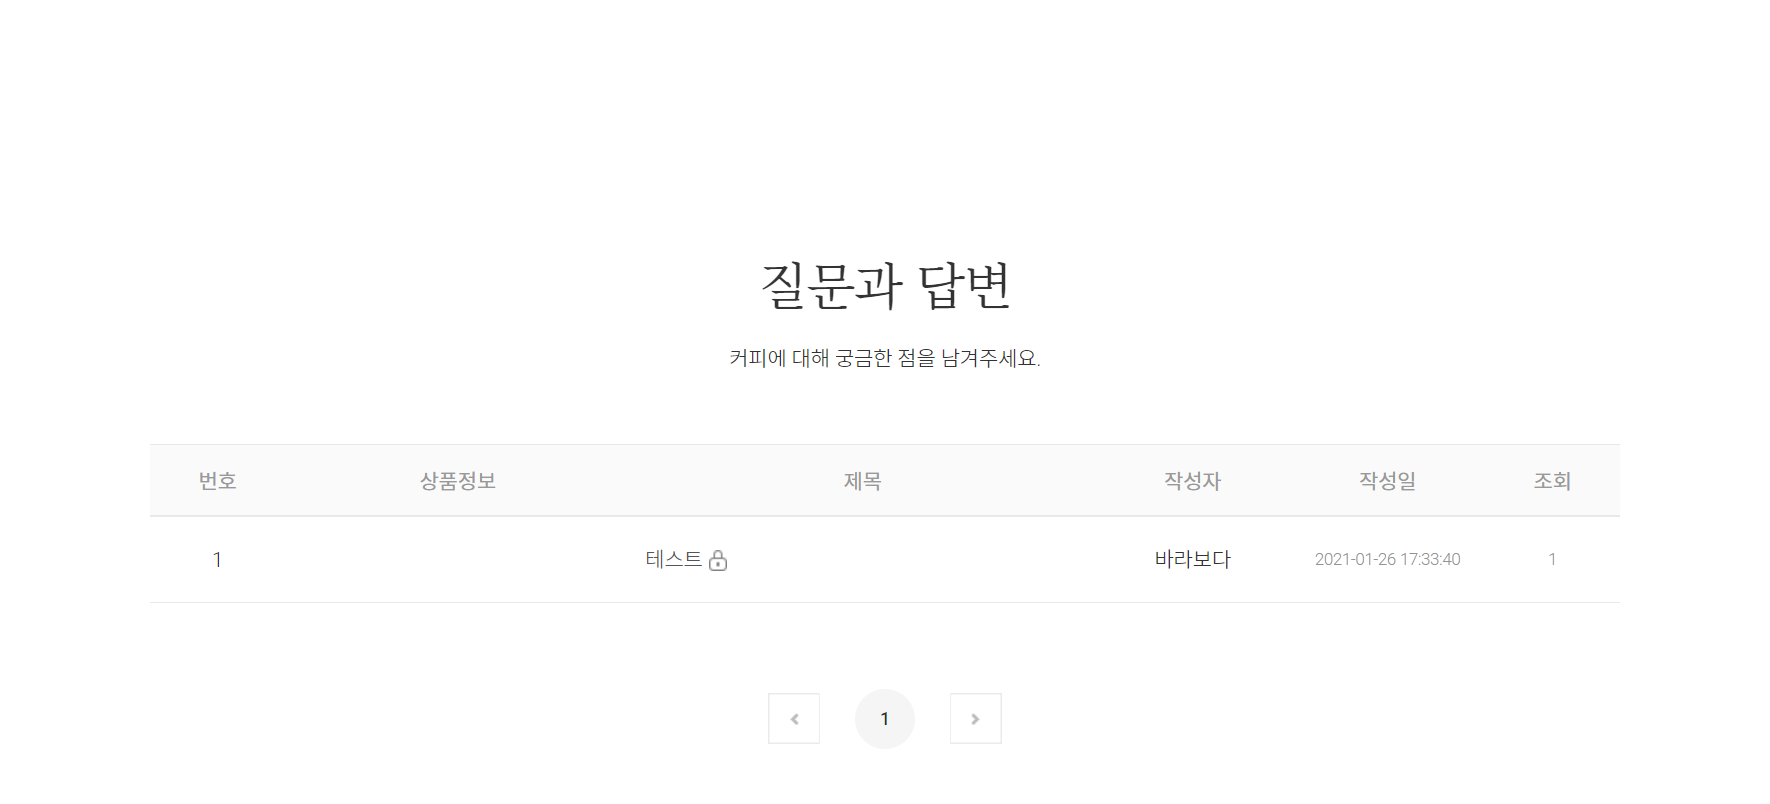 질문과 답변
커피에 대해 궁금한 점을 남겨주세요.
번호 상품정보 제목 작성자 작성일 조회
1 테스트 바라보다 2021-01-26 17:33:40 1
1